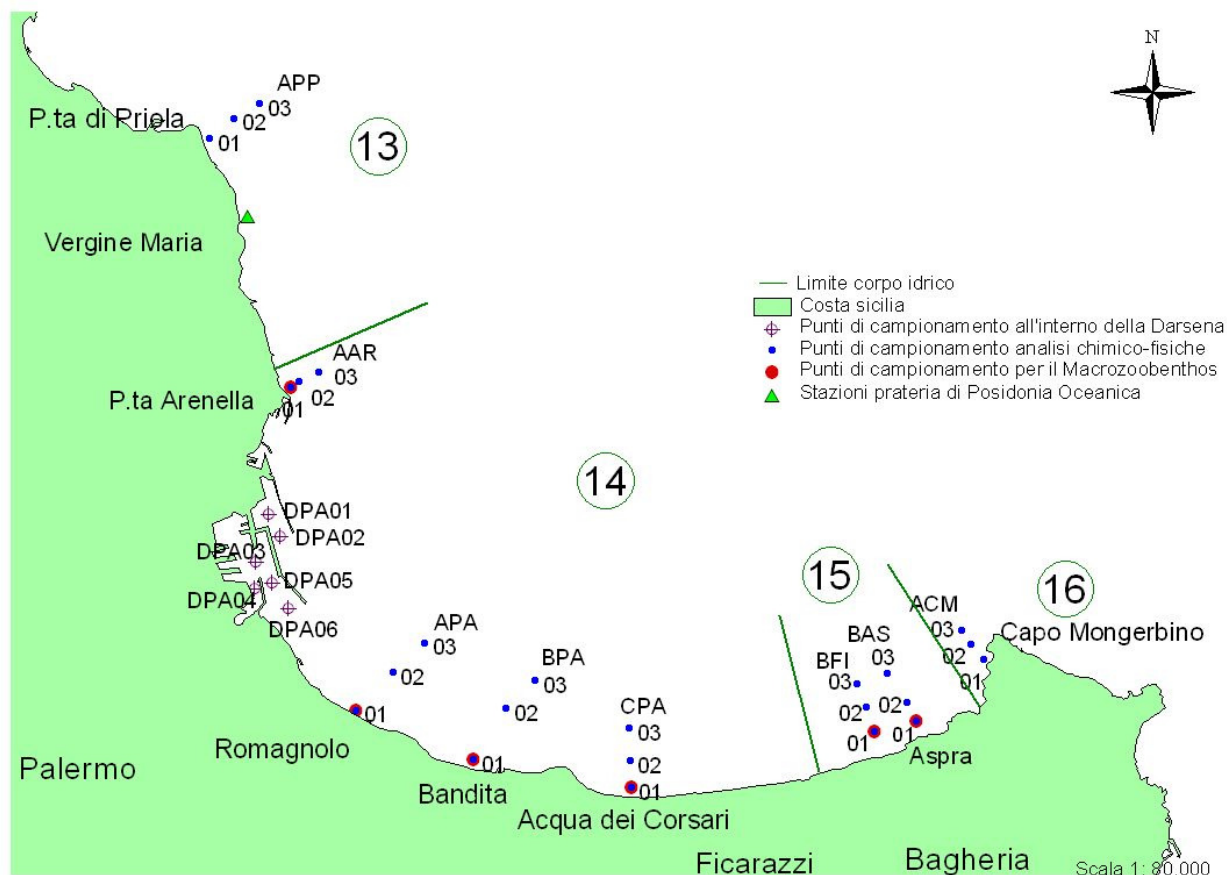 N
APP
03
P.ta di Priola
02
01
13
Vergine Maria
Limite corpo idrico
Costa sicilia
Punti di campionamento all'interno della Darsena
Punti di campionamento analisi chimico-fisiche
Punti di campionamento per il Macrozoobenthos
Stazioni prateria di Posidonia Oceanica
AAR
03
02
01
P.ta Arenella
14
DPA01
DPA02
DPA03
DPA05
DPA04
DPA06
15
16
ACM
03
02
01
Capo Mongerbino
APA
03
02
01
BPA
03
02
01
CPA
03
02
01
BAS
03
02
01
BFI
03
02
01
Romagnolo
Palermo
Bandita
Acqua dei Corsari
Aspra
Ficarazzi
Bagheria
Scala 1: 80.000